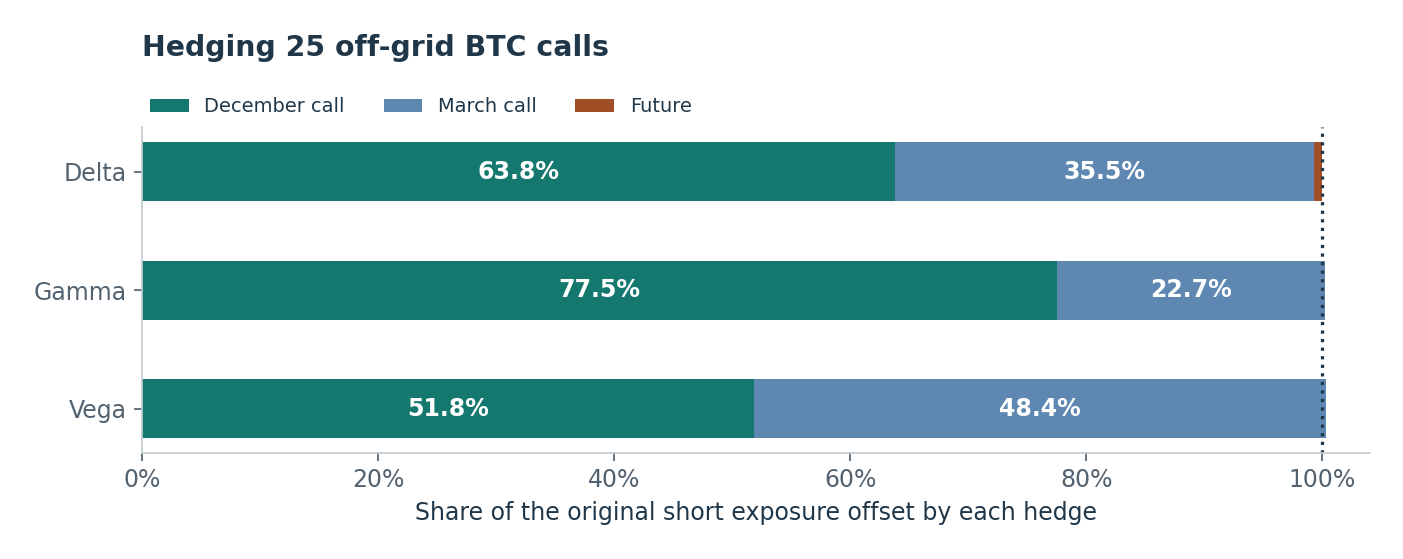 Hedging 25 off-grid BTC calls
December call March call Future
Delta 63.8% 35.5%
Gamma 77.5% 22.7%
Vega 51.8% 48.4%
0% 20% 40% 60% 80% 100%
Share of the original short exposure offset by each hedge